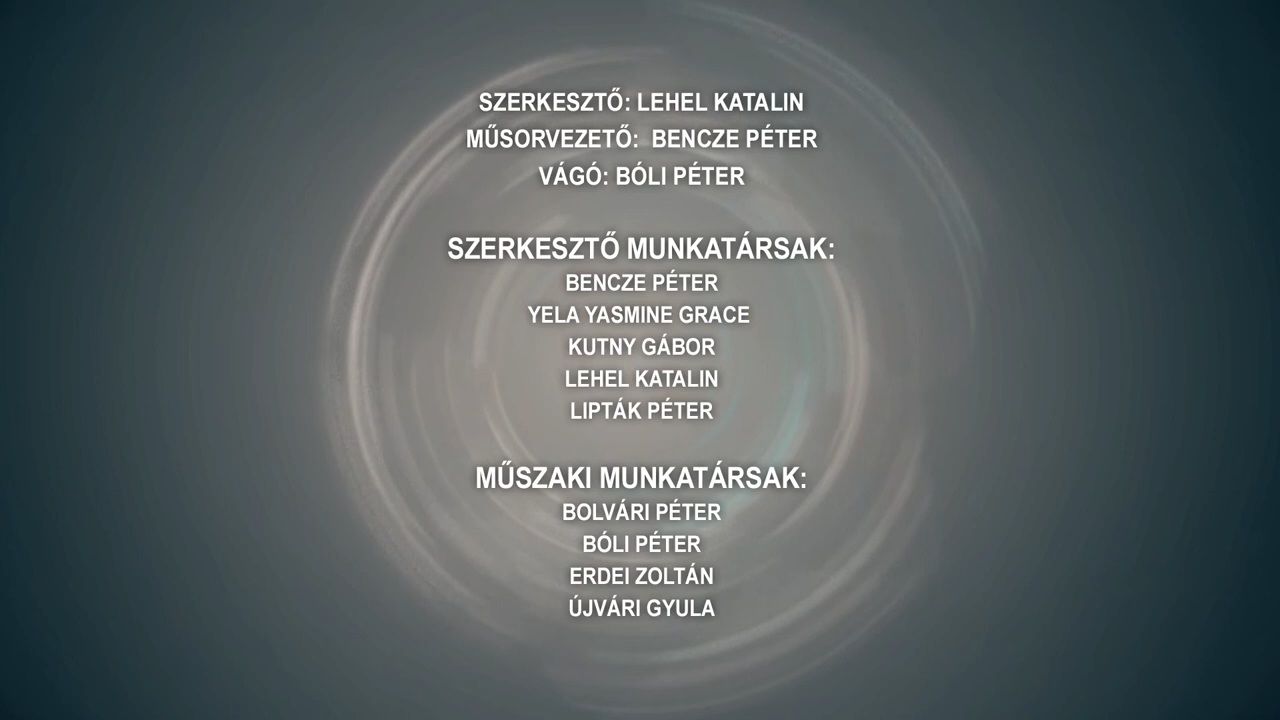 SZERKESZTŐ: LEHEL KATALIN
MŰSORVEZETŐ: BENCZE PÉTER
VÁGÓ: BÓLI PÉTER
SZERKESZTŐ MUNKATÁRSAK:
BENCZE PÉTER
YELA YASMINE GRACE
KUTNY GÁBOR
LEHEL KATALIN
LIPTÁK PÉTER
MŰSZAKI MUNKATÁRSAK:
BOLVÁRI PÉTER
BÓLI PÉTER
ERDEI ZOLTÁN
ÚJVÁRI GYULA